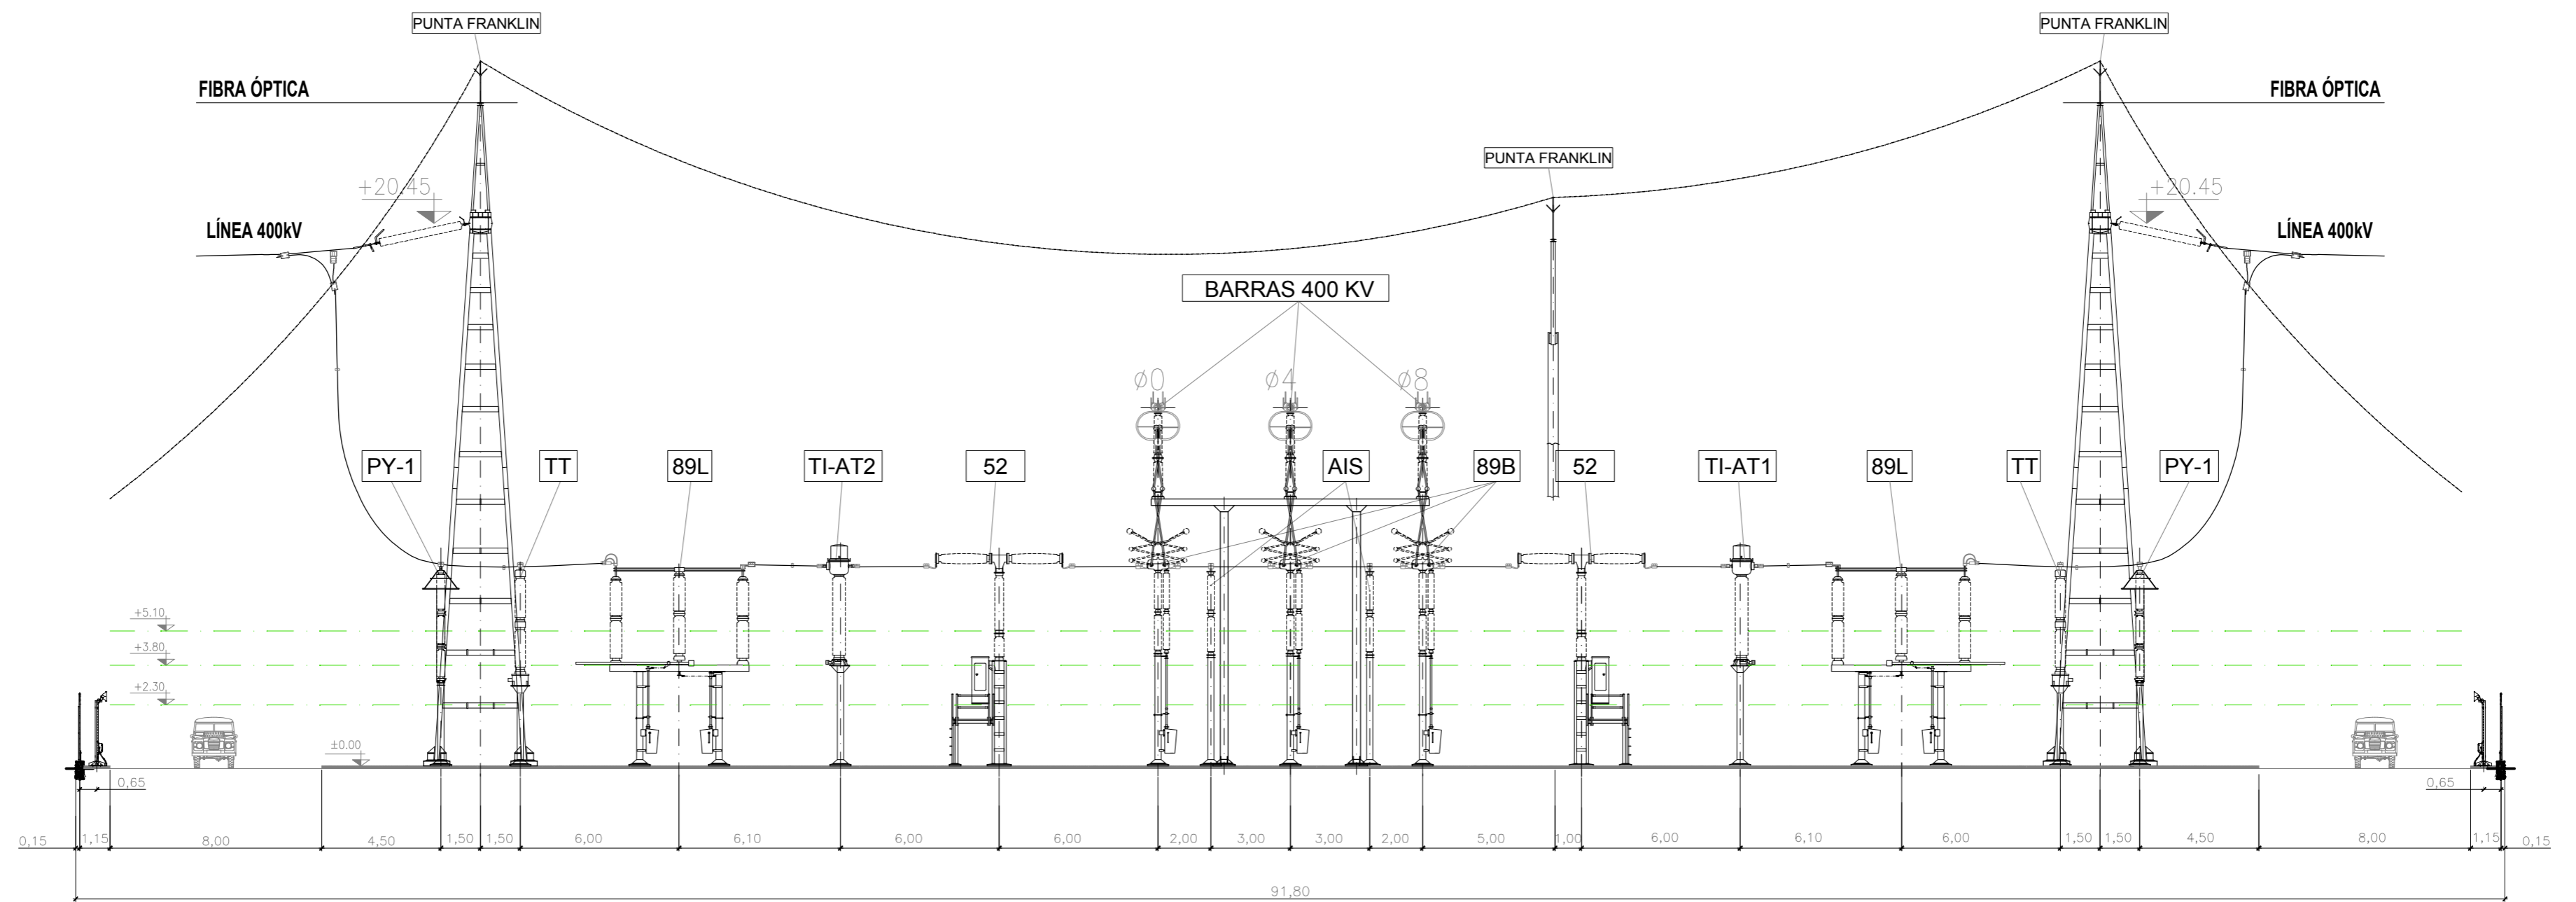 PUNTA FRANKLIN
PUNTA FRANKLIN
FIBRA ÓPTICA
FIBRA ÓPTICA
PUNTA FRANKLIN
+20.45
+20.45
LÍNEA 400kV
LÍNEA 400kV
BARRAS 400 KV
Ø0
Ø4
Ø8
PY-1
TT
89L
TI-AT2
52
AIS
89B
52
TI-AT1
89L
TT
PY-1
+5.10
+3.80
+2.30
±0.00
0,65
0,65
0,15
1,15
8,00
4,50
1,50
1,50
6,00
6,10
6,00
6,00
2,00
3,00
3,00
2,00
5,00
1,00
6,00
6,10
6,00
1,50
1,50
4,50
8,00
1,15
0,15
91,80